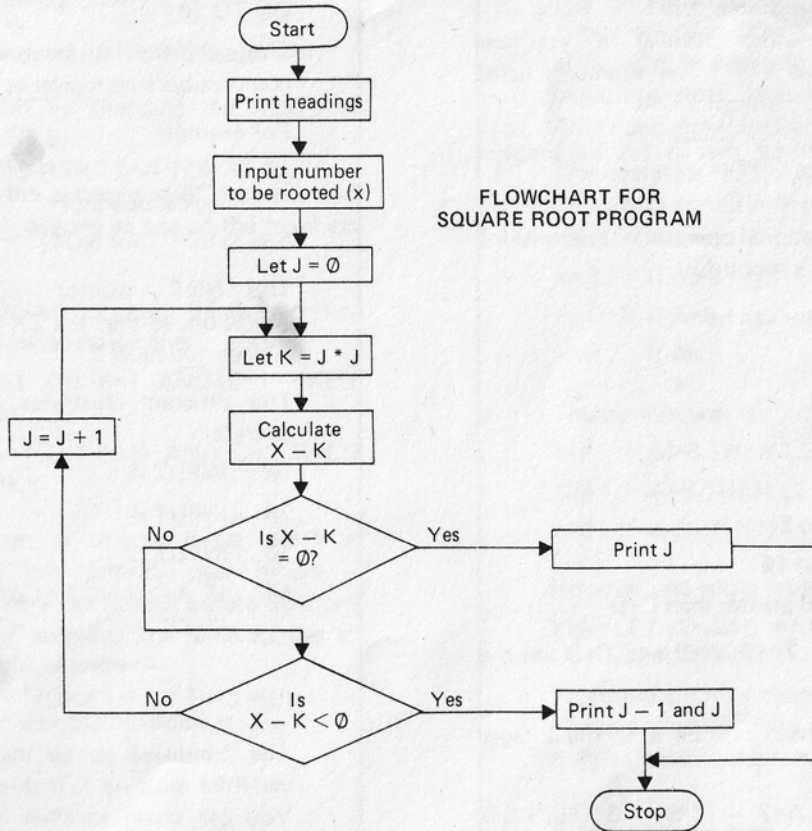 Start
Print headings
Input number
to be rooted (x)
FLOWCHART FOR
SQUARE ROOT PROGRAM
Let J = Ø
Let K = J * J
J = J + 1
Calculate
X – K
No
Is X – K
= Ø?
Yes
Print J
No
Is
X – K < Ø
Yes
Print J – 1 and J
Stop